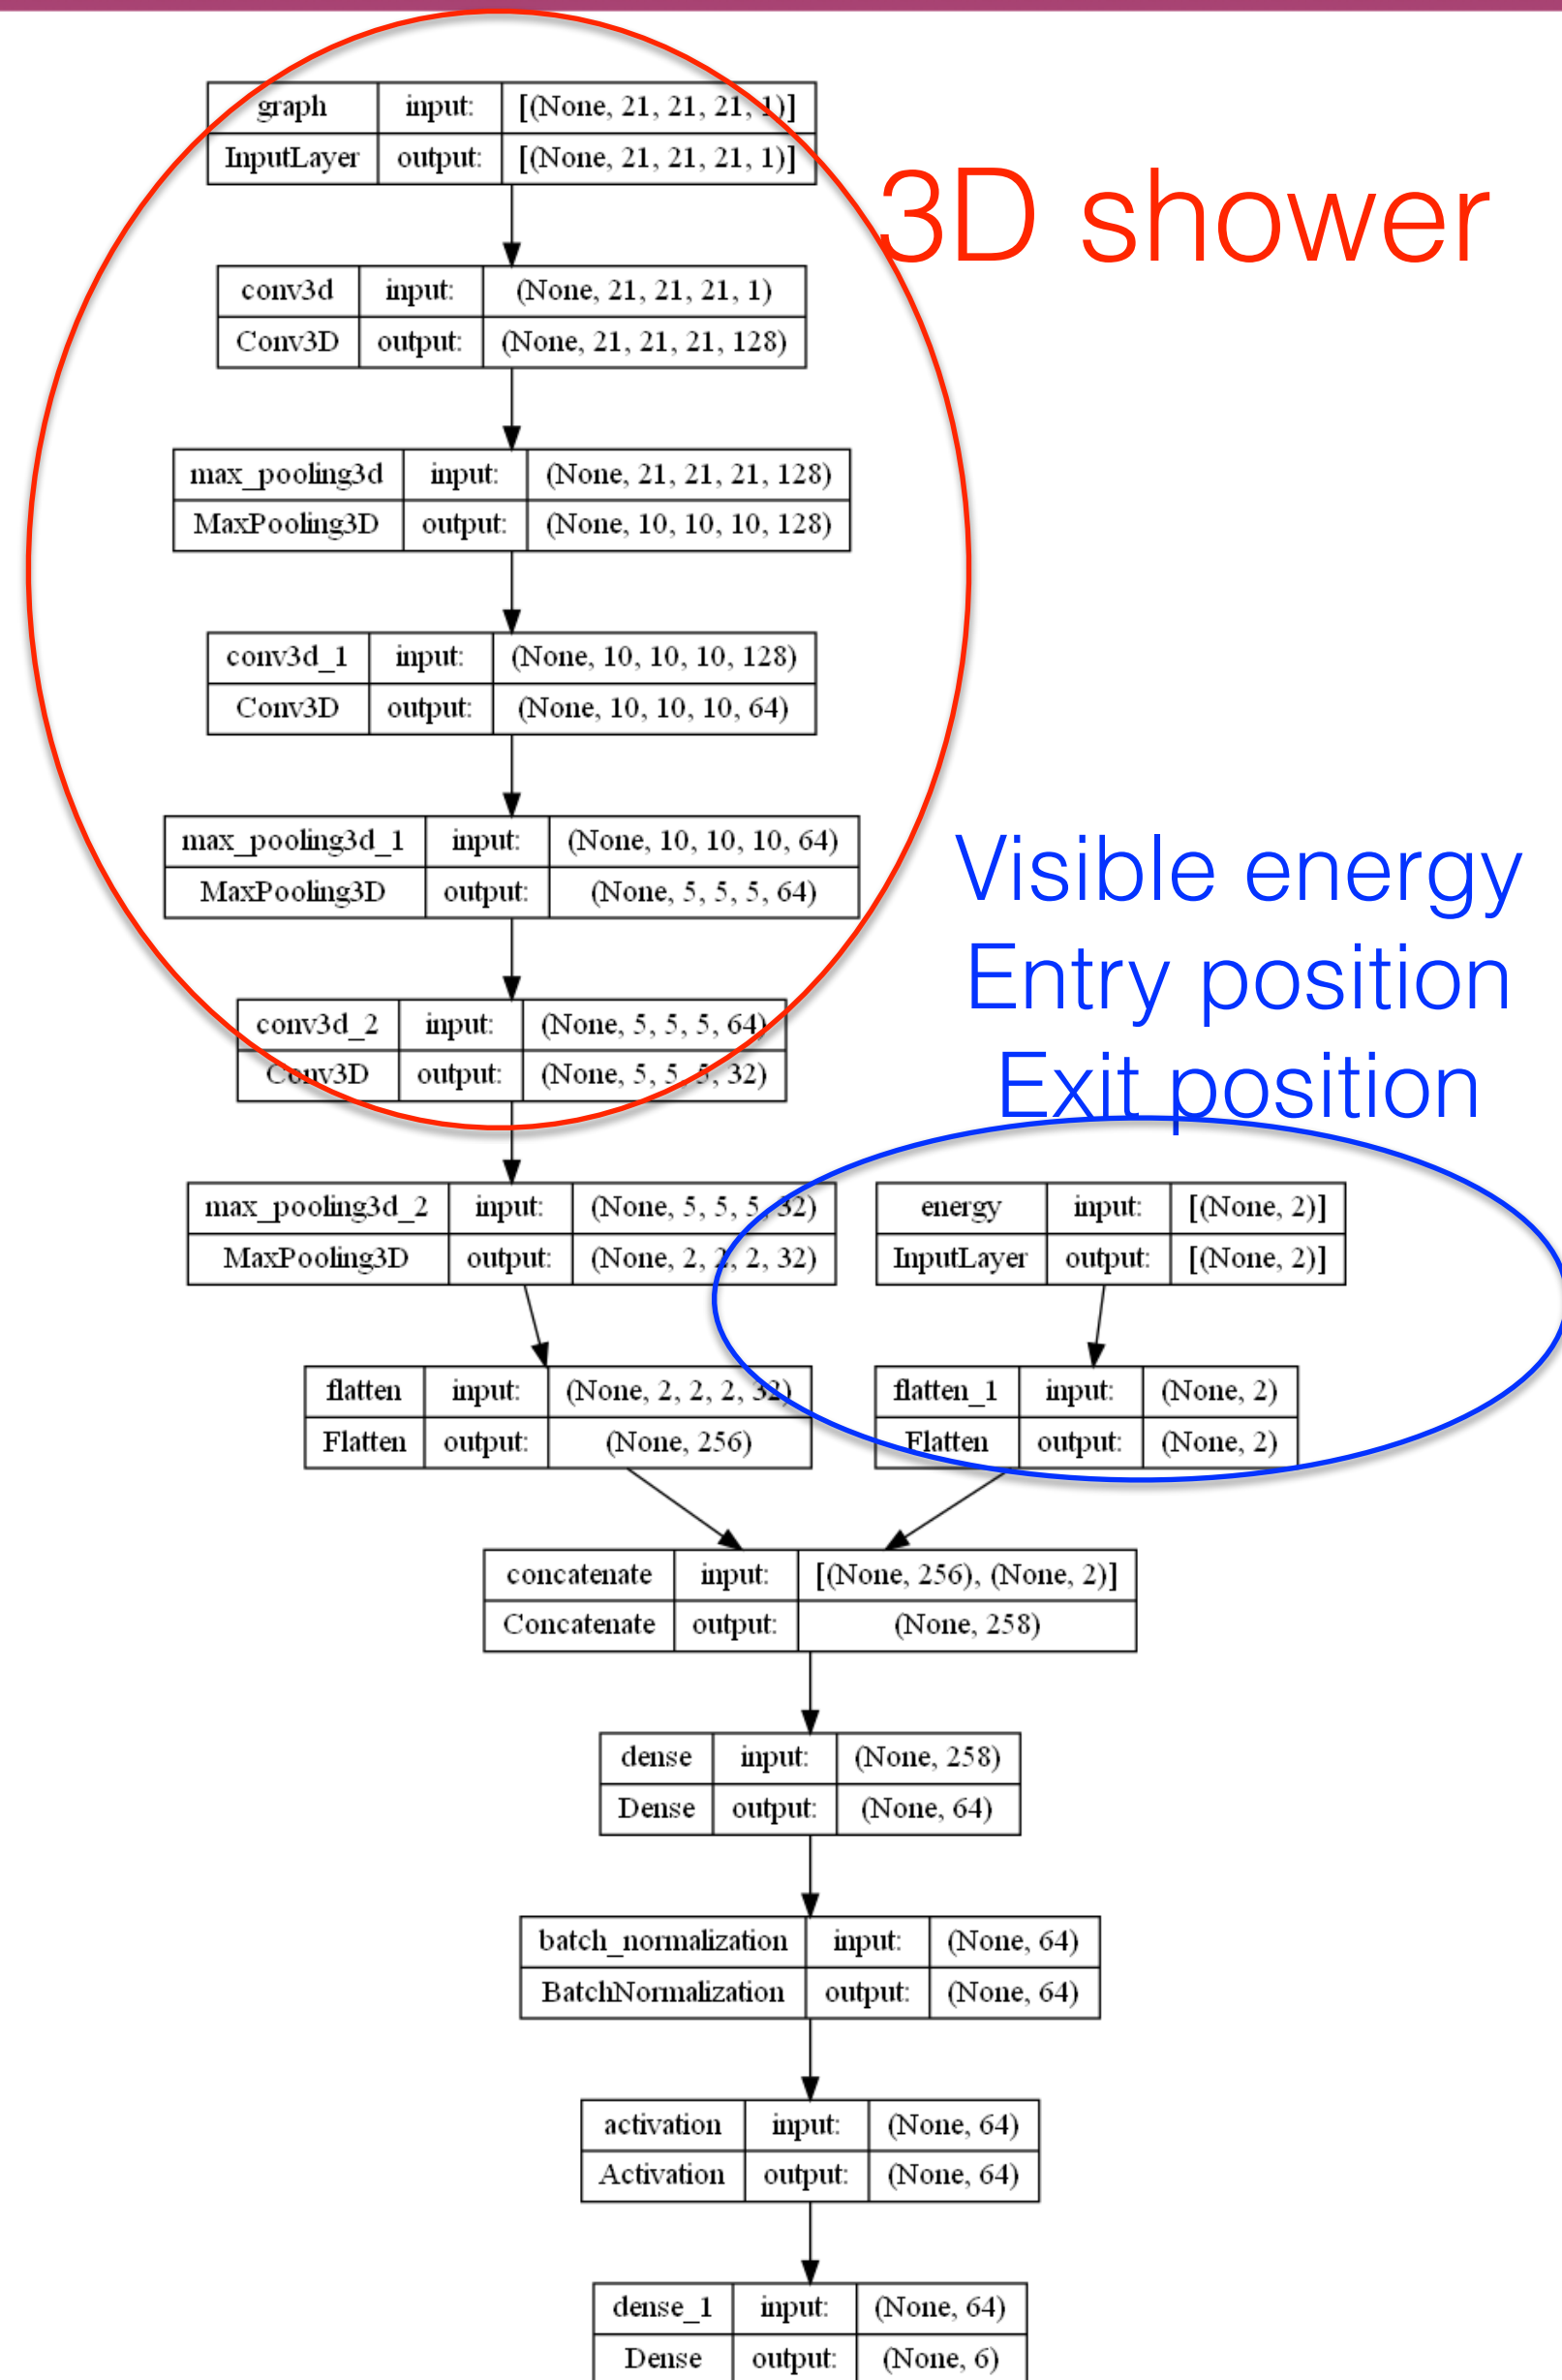 graph input: [(None, 21, 21, 21, 1)]
InputLayer output: [(None, 21, 21, 21, 1)]
3D shower
conv3d input: (None, 21, 21, 21, 1)
Conv3D output: (None, 21, 21, 21, 128)
max_pooling3d input: (None, 21, 21, 21, 128)
MaxPooling3D output: (None, 10, 10, 10, 128)
conv3d_1 input: (None, 10, 10, 10, 128)
Conv3D output: (None, 10, 10, 10, 64)
max_pooling3d_1 input: (None, 10, 10, 10, 64)
MaxPooling3D output: (None, 5, 5, 5, 64)
Visible energy
Entry position
Exit position
conv3d_2 input: (None, 5, 5, 5, 64)
Conv3D output: (None, 5, 5, 5, 32)
max_pooling3d_2 input: (None, 5, 5, 5, 32)
MaxPooling3D output: (None, 2, 2, 2, 32)
energy input: [(None, 2)]
InputLayer output: [(None, 2)]
flatten input: (None, 2, 2, 2, 32)
Flatten output: (None, 256)
flatten_1 input: (None, 2)
Flatten output: (None, 2)
concatenate input: [(None, 256), (None, 2)]
Concatenate output: (None, 258)
dense input: (None, 258)
Dense output: (None, 64)
batch_normalization input: (None, 64)
BatchNormalization output: (None, 64)
activation input: (None, 64)
Activation output: (None, 64)
dense_1 input: (None, 64)
Dense output: (None, 6)